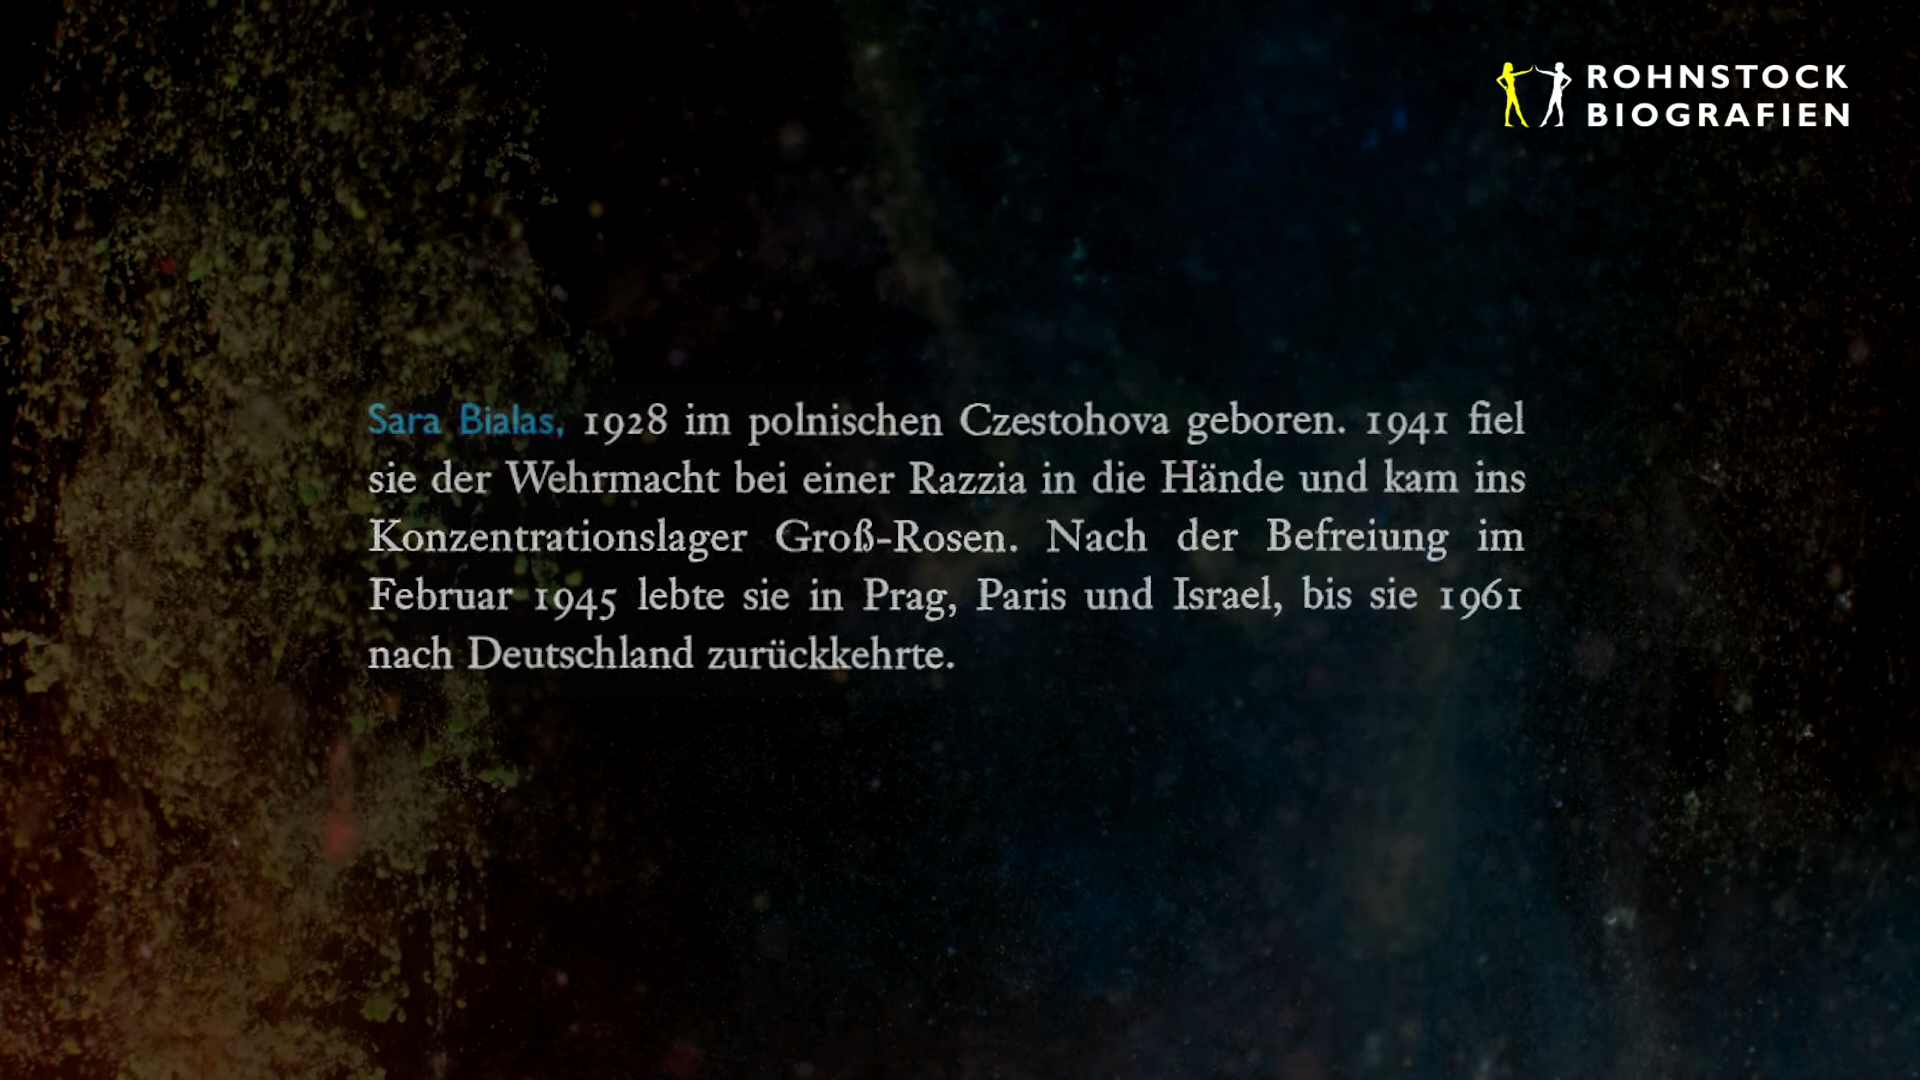 ROHNSTOCK
BIOGRAFIEN
Sara Bialas, 1928 im polnischen Czestohova geboren. 1941 fiel
sie der Wehrmacht bei einer Razzia in die Hände und kam ins
Konzentrationslager Groß-Rosen. Nach der Befreiung im
Februar 1945 lebte sie in Prag, Paris und Israel, bis sie 1961
nach Deutschland zurückkehrte.